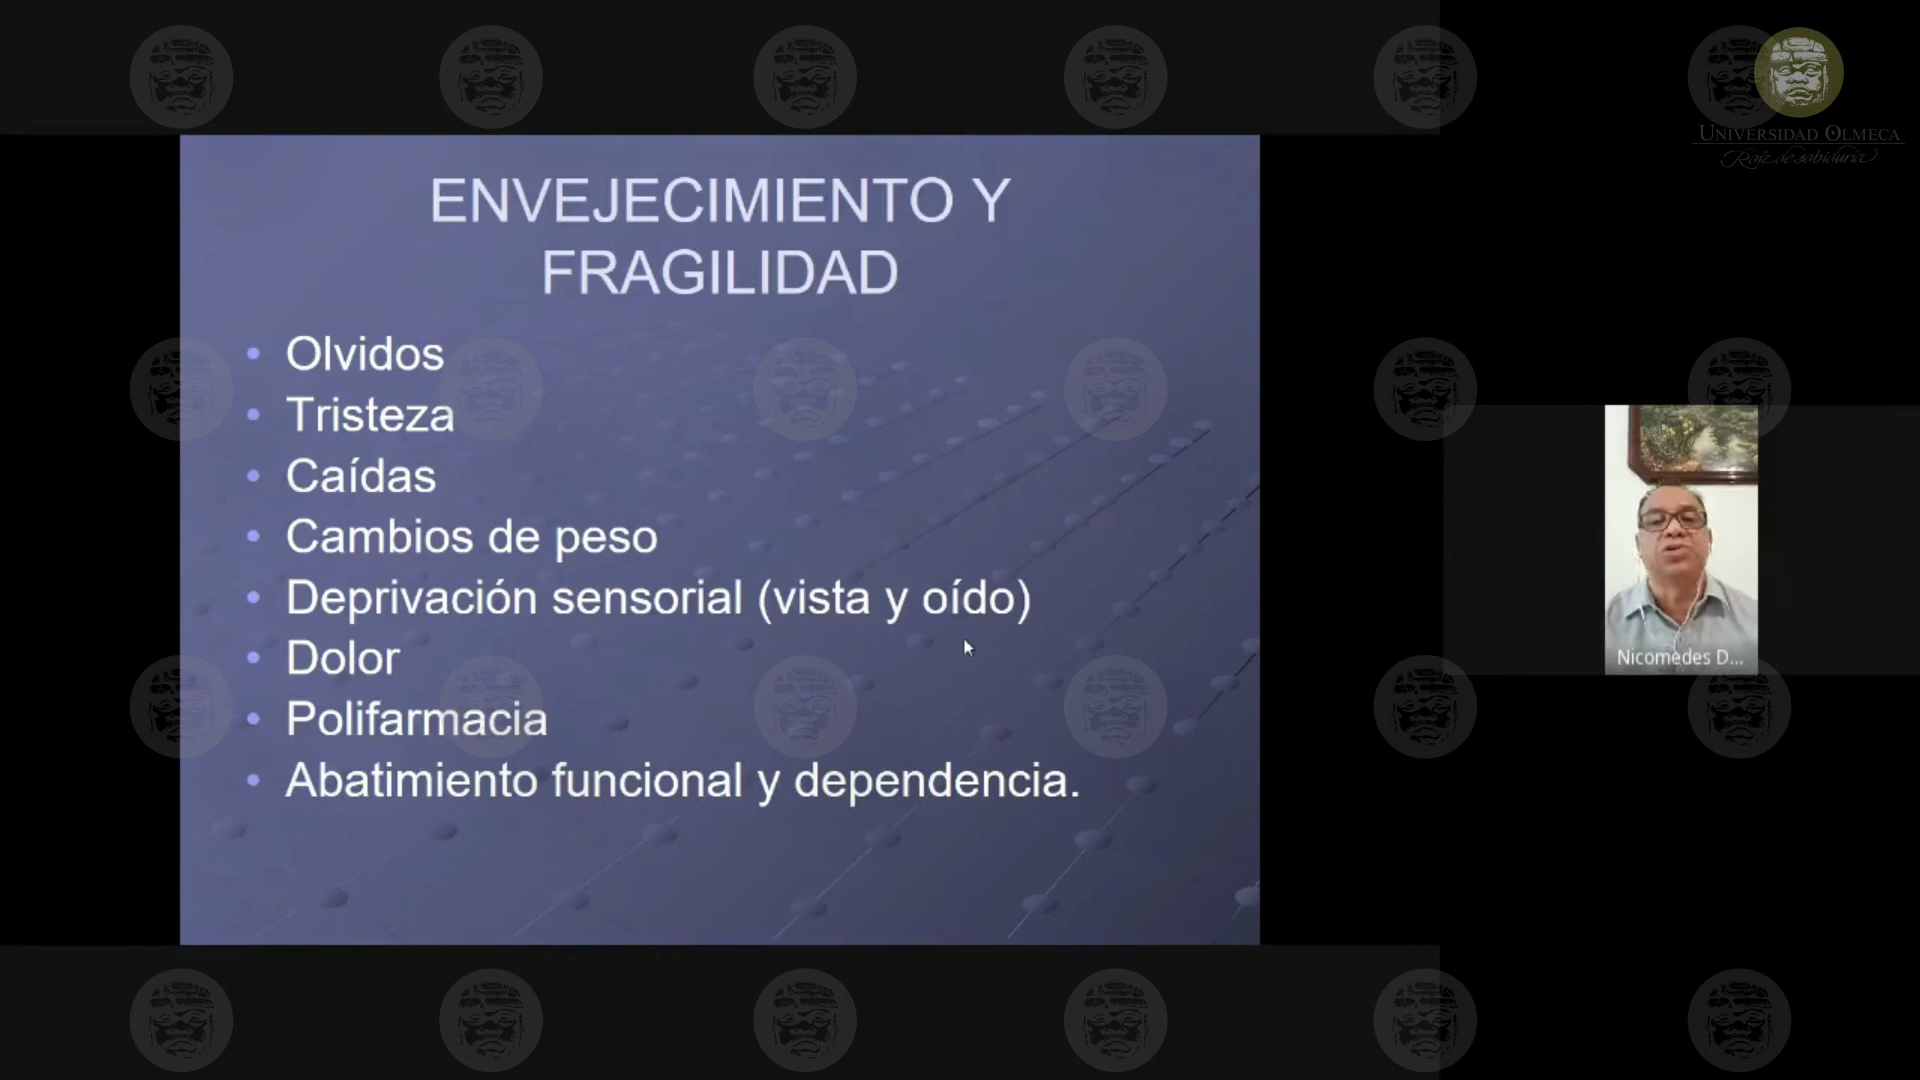 UNIVERSIDAD OLMECA
Raíz de sabiduría
ENVEJECIMIENTO Y
FRAGILIDAD
• Olvidos
• Tristeza
• Caídas
• Cambios de peso
• Deprivación sensorial (vista y oído)
• Dolor
• Polifarmacia
• Abatimiento funcional y dependencia.
Nicomedes D...